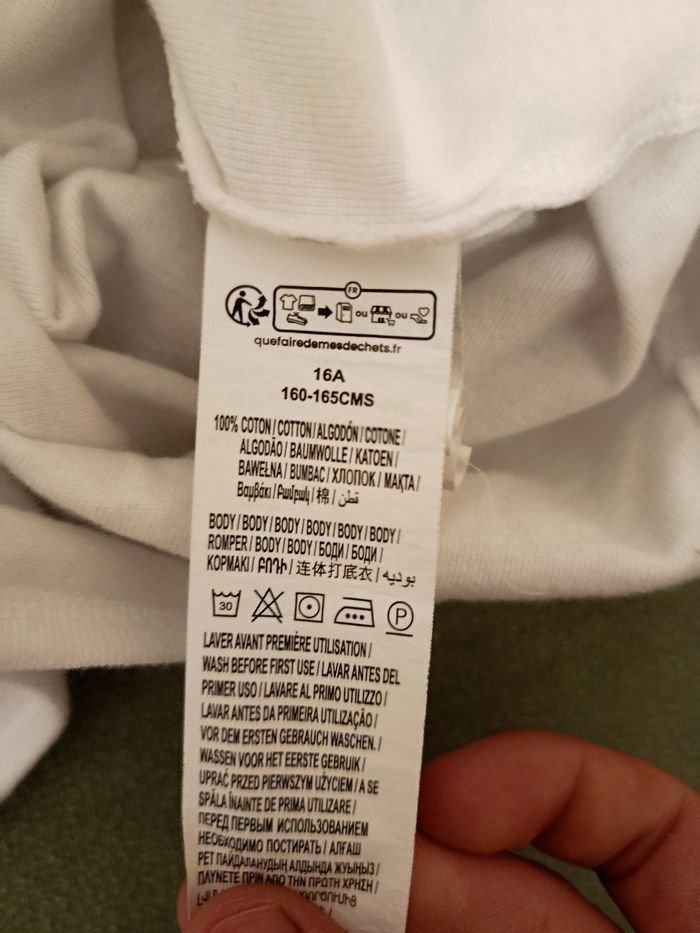 FR
ou ou
quefairedemesdechets.fr
16A
160-165CMS
100% COTON / COTTON / ALGODÓN / COTONE /
ALGODÃO / BAUMWOLLE / KATOEN /
BAWEŁNA / BUMBAC / ХЛОПОК / МАҚТА /
Βαμβάκι / Բամբակ / 棉 / قطن
BODY / BODY / BODY / BODY / BODY / BODY /
ROMPER / BODY / BODY / БОДИ / БОДИ /
ΚΟΡΜΑΚΙ / ԲՈԴԻ / 连体打底衣 / بوديه
30 P
LAVER AVANT PREMIÈRE UTILISATION /
WASH BEFORE FIRST USE / LAVAR ANTES DEL
PRIMER USO / LAVARE AL PRIMO UTILIZZO /
LAVAR ANTES DA PRIMEIRA UTILIZAÇÃO /
VOR DEM ERSTEN GEBRAUCH WASCHEN. /
WASSEN VOOR HET EERSTE GEBRUIK /
UPRAĆ PRZED PIERWSZYM UŻYCIEM / A SE
SPĂLA ÎNAINTE DE PRIMA UTILIZARE /
ПЕРЕД ПЕРВЫМ ИСПОЛЬЗОВАНИЕМ
НЕОБХОДИМО ПОСТИРАТЬ / АЛҒАШ
РЕТ ПАЙДАЛАНУДЫҢ АЛДЫНДА ЖУЫҢЫЗ /
ΠΛΥΝΕΤΕ ΠΡΙΝ ΑΠΟ ΤΗΝ ΠΡΩΤΗ ΧΡΗΣΗ /